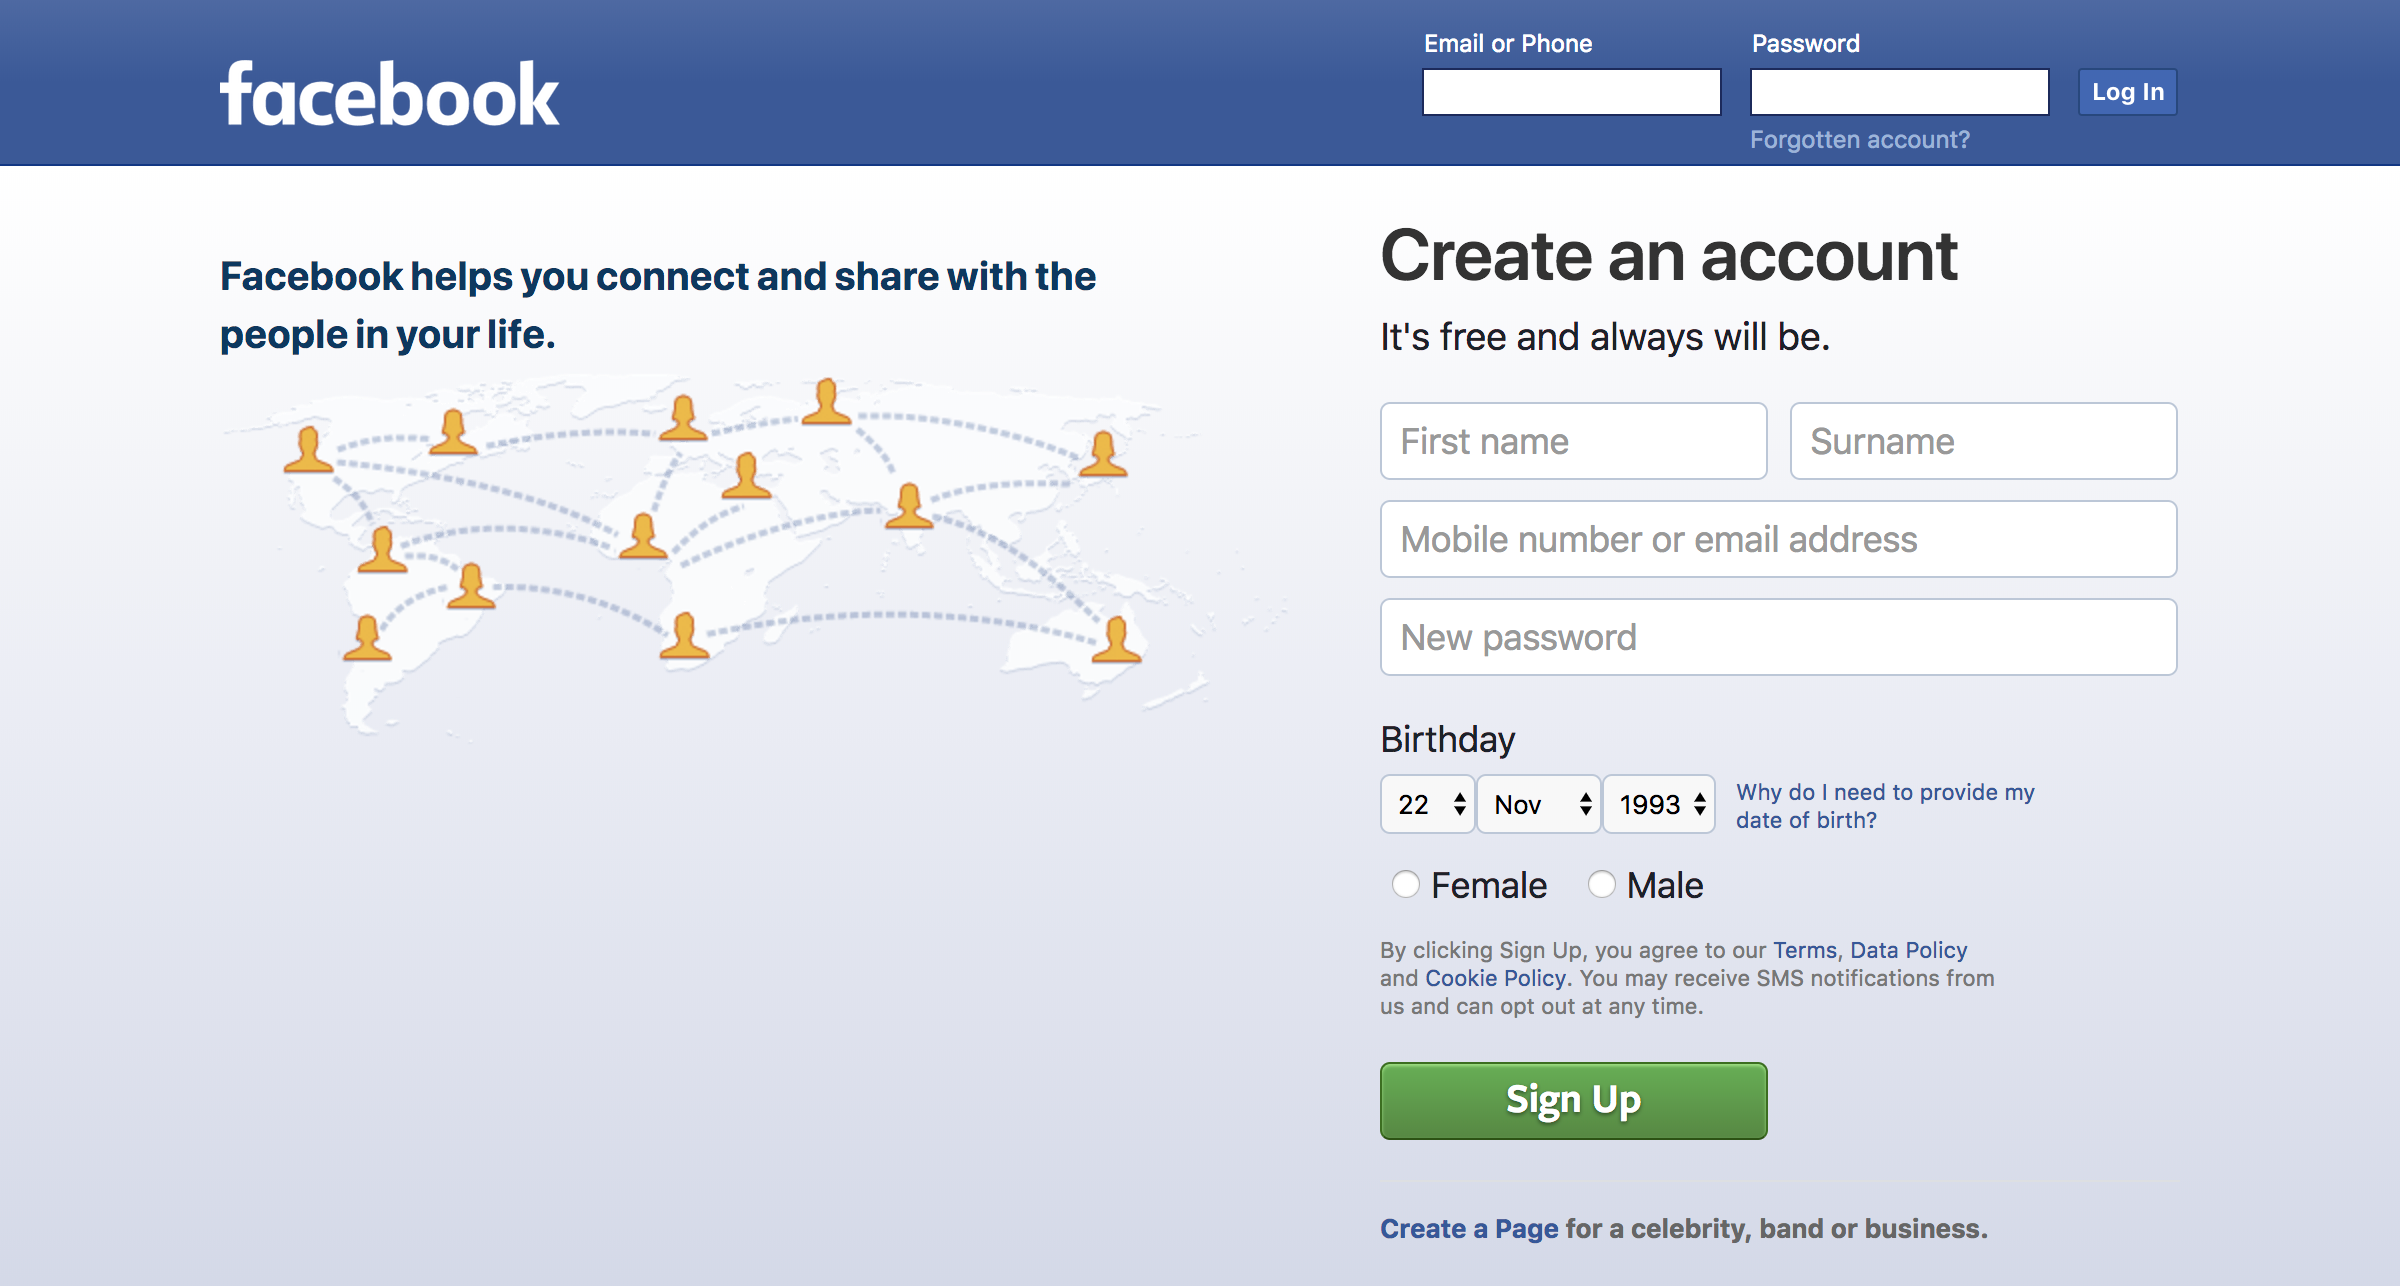 facebook
Email or Phone
Password
Log In
Forgotten account?
Facebook helps you connect and share with the
people in your life.
Create an account
It's free and always will be.
First name
Surname
Mobile number or email address
New password
Birthday
22
Nov
1993
Why do I need to provide my
date of birth?
Female
Male
By clicking Sign Up, you agree to our Terms, Data Policy
and Cookie Policy. You may receive SMS notifications from
us and can opt out at any time.
Sign Up
Create a Page for a celebrity, band or business.